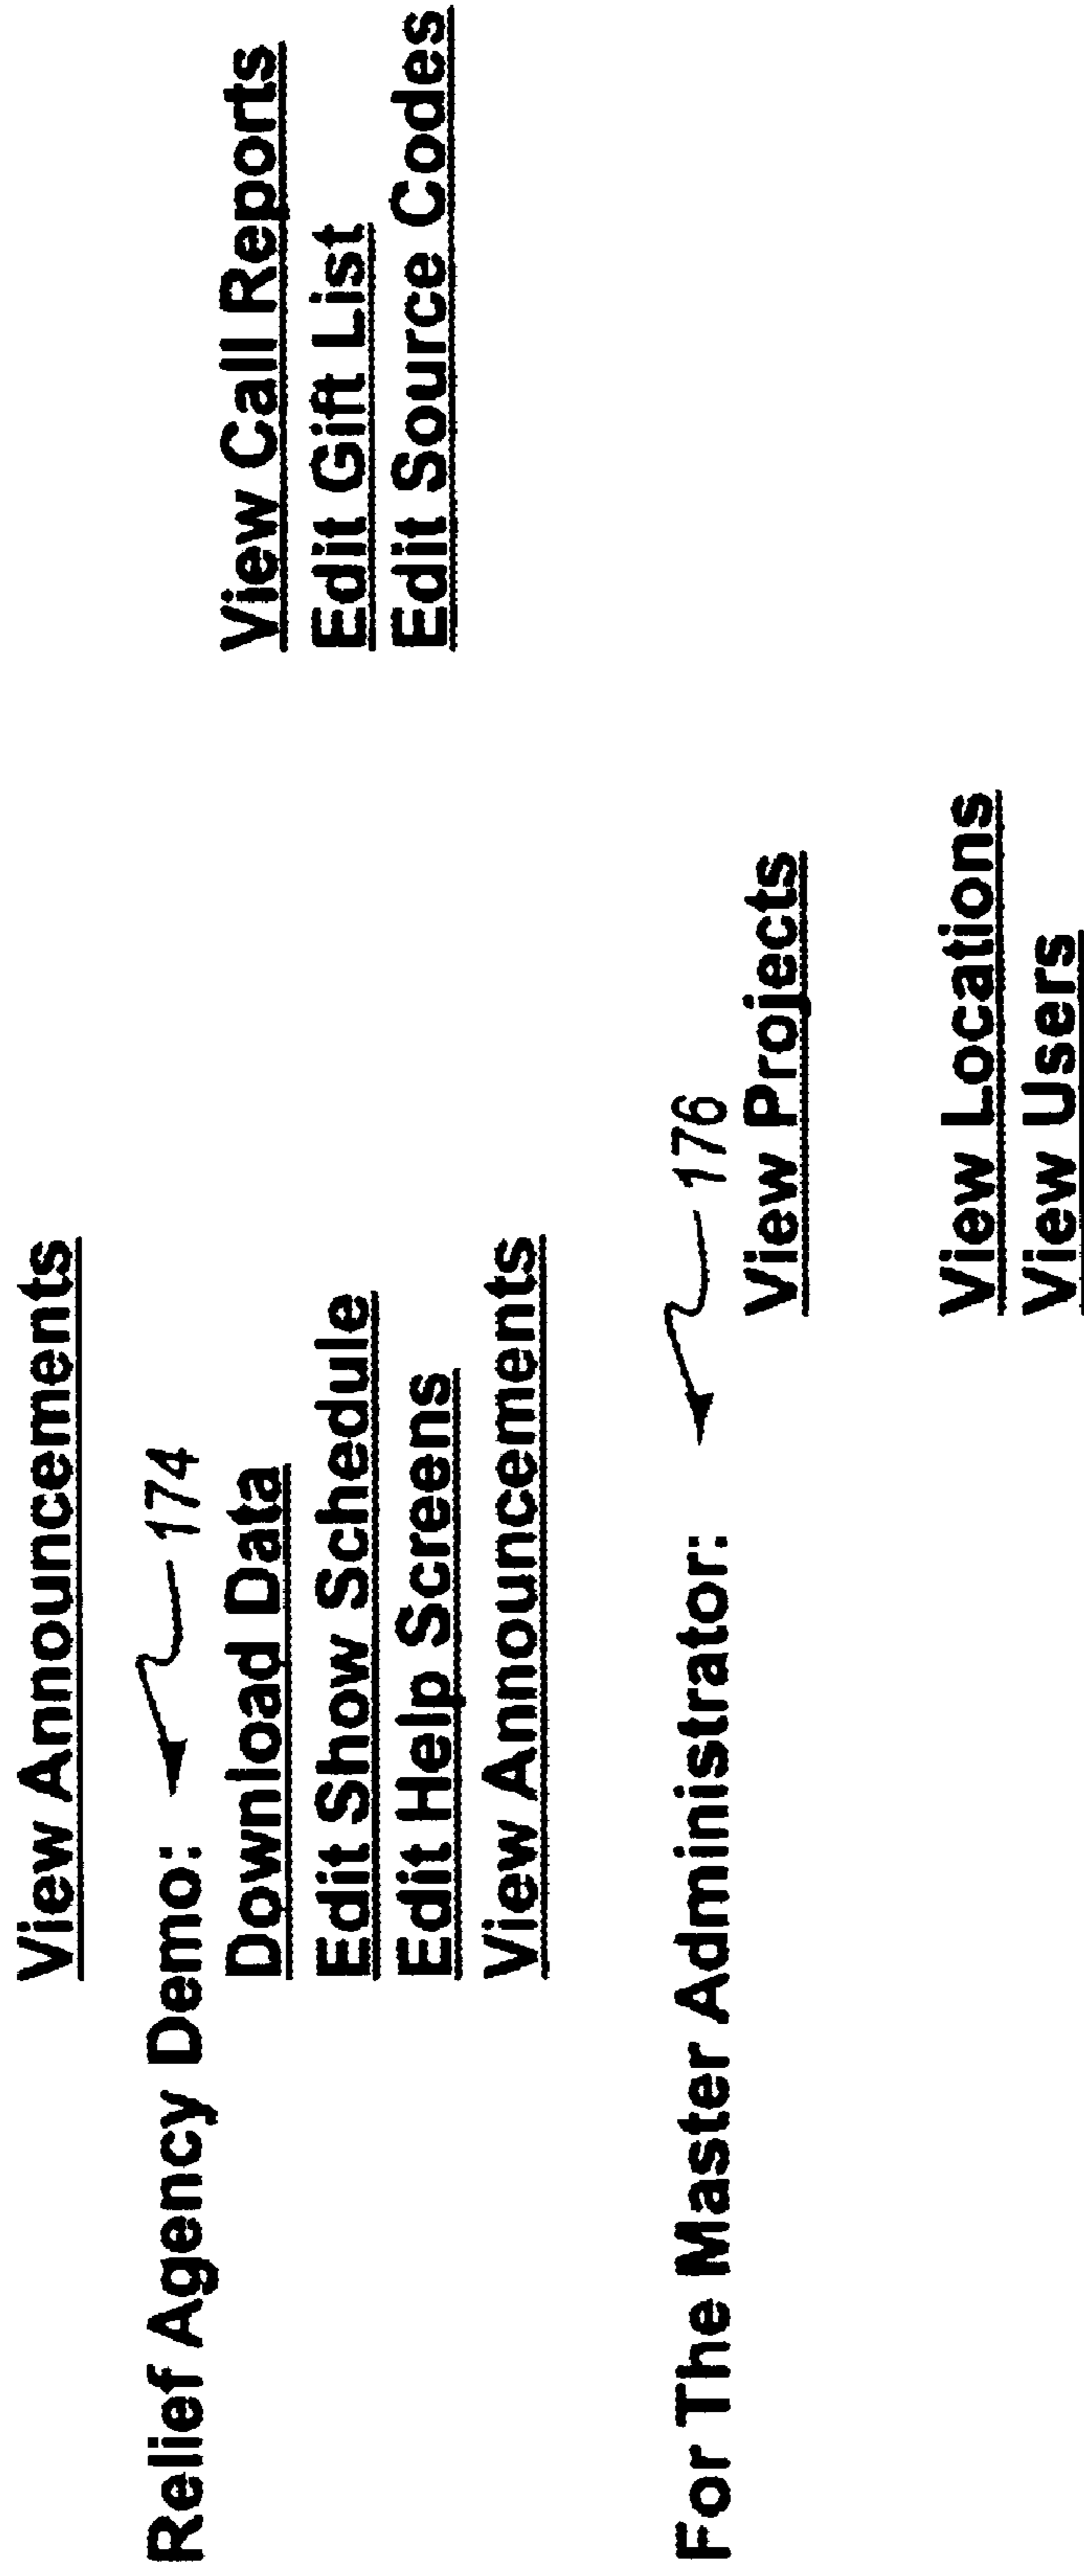 View Announcements
Relief Agency Demo: 174
Download Data View Call Reports
Edit Show Schedule Edit Gift List
Edit Help Screens Edit Source Codes
View Announcements
For The Master Administrator: 176
View Projects
View Locations
View Users